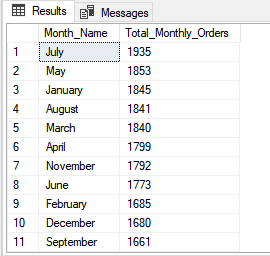 Results Messages
Month_Name Total_Monthly_Orders
1 July 1935
2 May 1853
3 January 1845
4 August 1841
5 March 1840
6 April 1799
7 November 1792
8 June 1773
9 February 1685
10 December 1680
11 September 1661